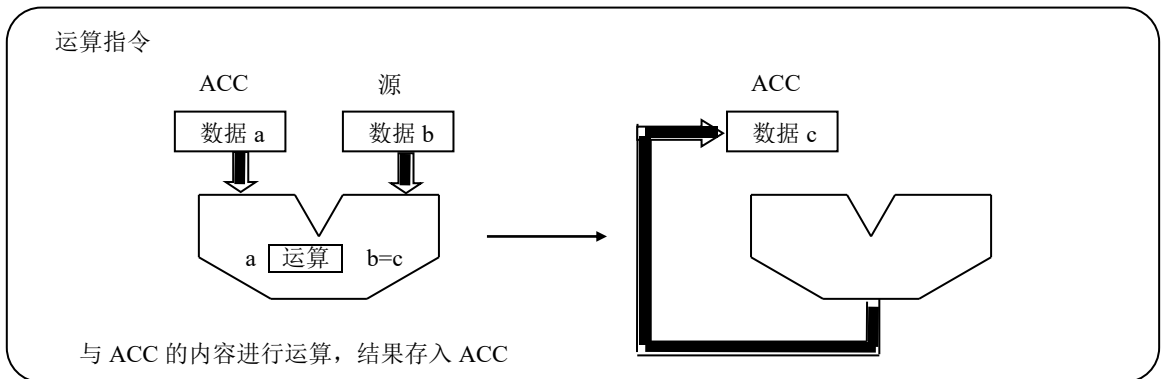 运算指令
ACC 源 ACC
数据 a 数据 b 数据 c
a 运算 b=c
与 ACC 的内容进行运算，结果存入 ACC